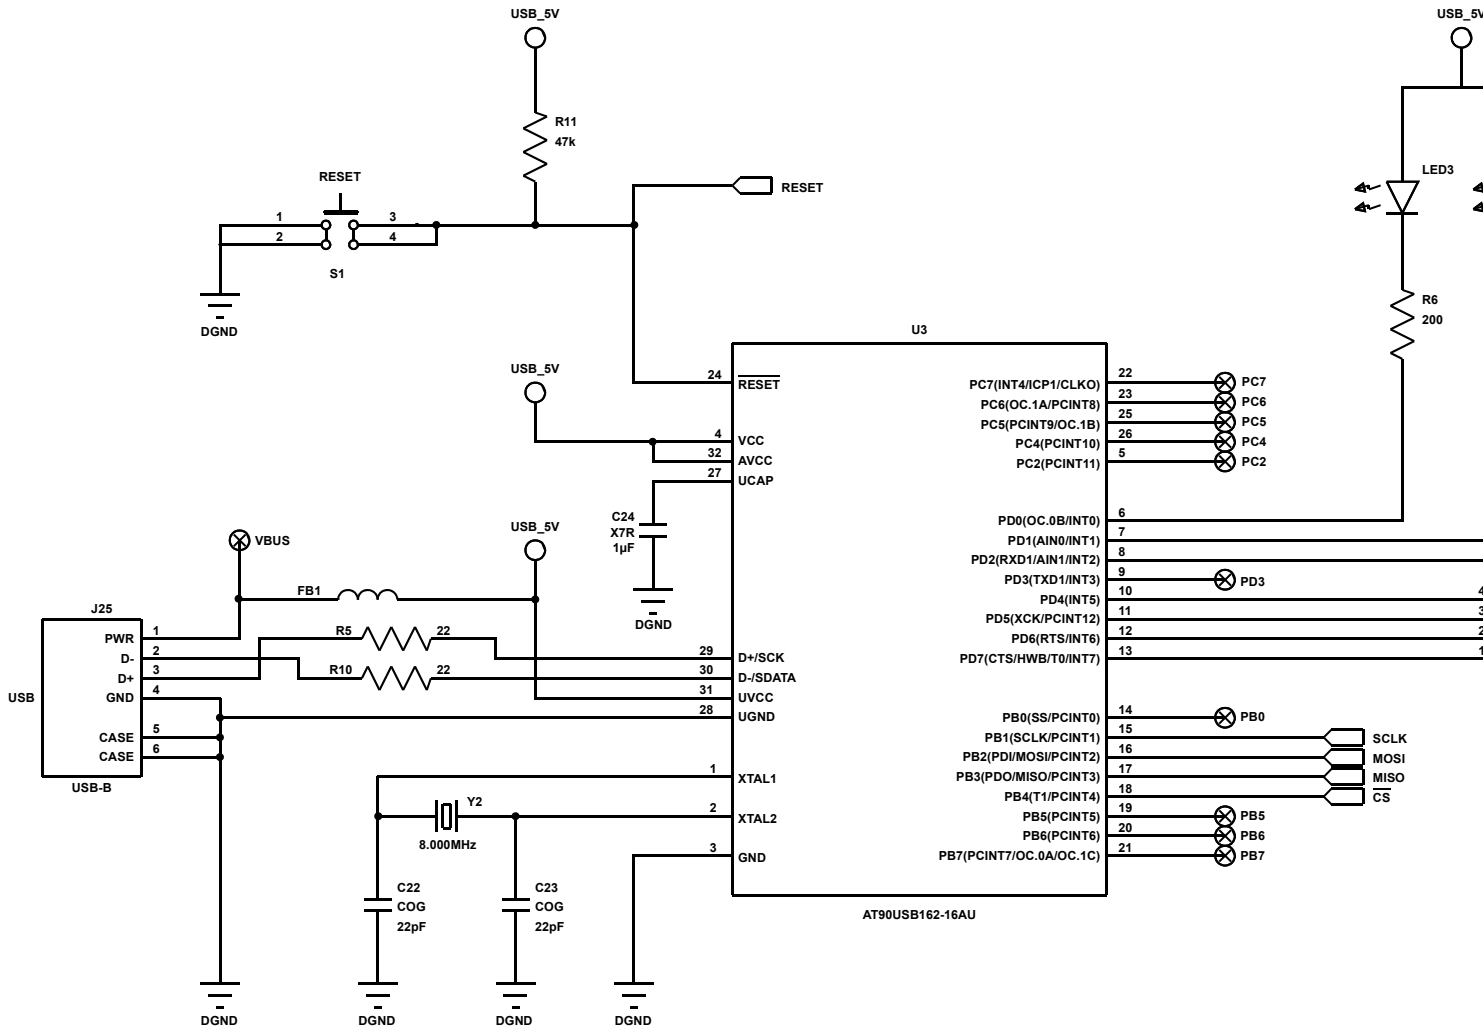 USB_5V
USB_5V
R11
47k
RESET
RESET
LED3
1
3
2
4
S1
DGND
R6
200
U3
USB_5V
24
RESET
4
VCC
32
AVCC
27
UCAP
PC7(INT4/ICP1/CLKO)
22
PC7
PC6(OC.1A/PCINT8)
23
PC6
PC5(PCINT9/OC.1B)
25
PC5
PC4(PCINT10)
26
PC4
PC2(PCINT11)
5
PC2
C24
X7R
1µF
DGND
PD0(OC.0B/INT0)
6
PD1(AIN0/INT1)
7
PD2(RXD1/AIN1/INT2)
8
PD3(TXD1/INT3)
9
PD3
PD4(INT5)
10
4
PD5(XCK/PCINT12)
11
3
PD6(RTS/INT6)
12
2
PD7(CTS/HWB/T0/INT7)
13
1
VBUS
USB_5V
FB1
J25
USB
PWR
1
D-
2
D+
3
GND
4
CASE
5
CASE
6
USB-B
R5
22
R10
22
29
D+/SCK
30
D-/SDATA
31
UVCC
28
UGND
1
XTAL1
2
XTAL2
3
GND
PB0(SS/PCINT0)
14
PB0
PB1(SCLK/PCINT1)
15
SCLK
PB2(PDI/MOSI/PCINT2)
16
MOSI
PB3(PDO/MISO/PCINT3)
17
MISO
PB4(T1/PCINT4)
18
CS
PB5(PCINT5)
19
PB5
PB6(PCINT6)
20
PB6
PB7(PCINT7/OC.0A/OC.1C)
21
PB7
Y2
8.000MHz
C22
COG
22pF
C23
COG
22pF
AT90USB162-16AU
DGND
DGND
DGND
DGND